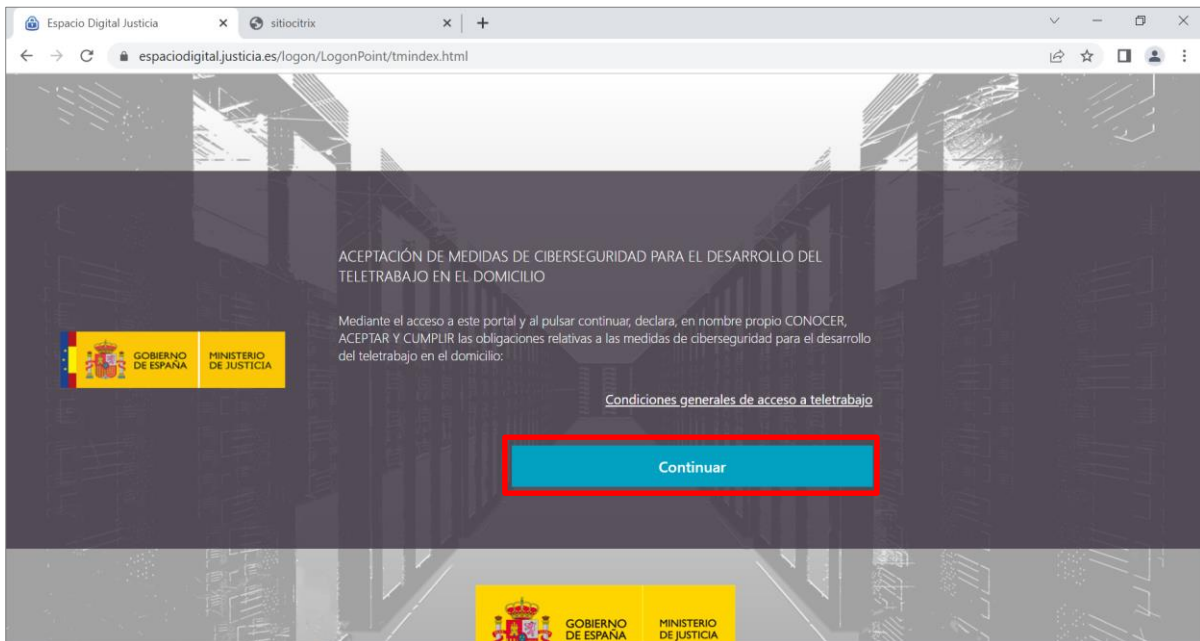 Espacio Digital Justicia
sitiocitrix
espaciodigital.justicia.es/logon/LogonPoint/tmindex.html
ACEPTACIÓN DE MEDIDAS DE CIBERSEGURIDAD PARA EL DESARROLLO DEL
TELETRABAJO EN EL DOMICILIO
Mediante el acceso a este portal y al pulsar continuar, declara, en nombre propio CONOCER,
ACEPTAR Y CUMPLIR las obligaciones relativas a las medidas de ciberseguridad para el desarrollo
del teletrabajo en el domicilio:
GOBIERNO
DE ESPAÑA
MINISTERIO
DE JUSTICIA
Condiciones generales de acceso a teletrabajo
Continuar
GOBIERNO
DE ESPAÑA
MINISTERIO
DE JUSTICIA